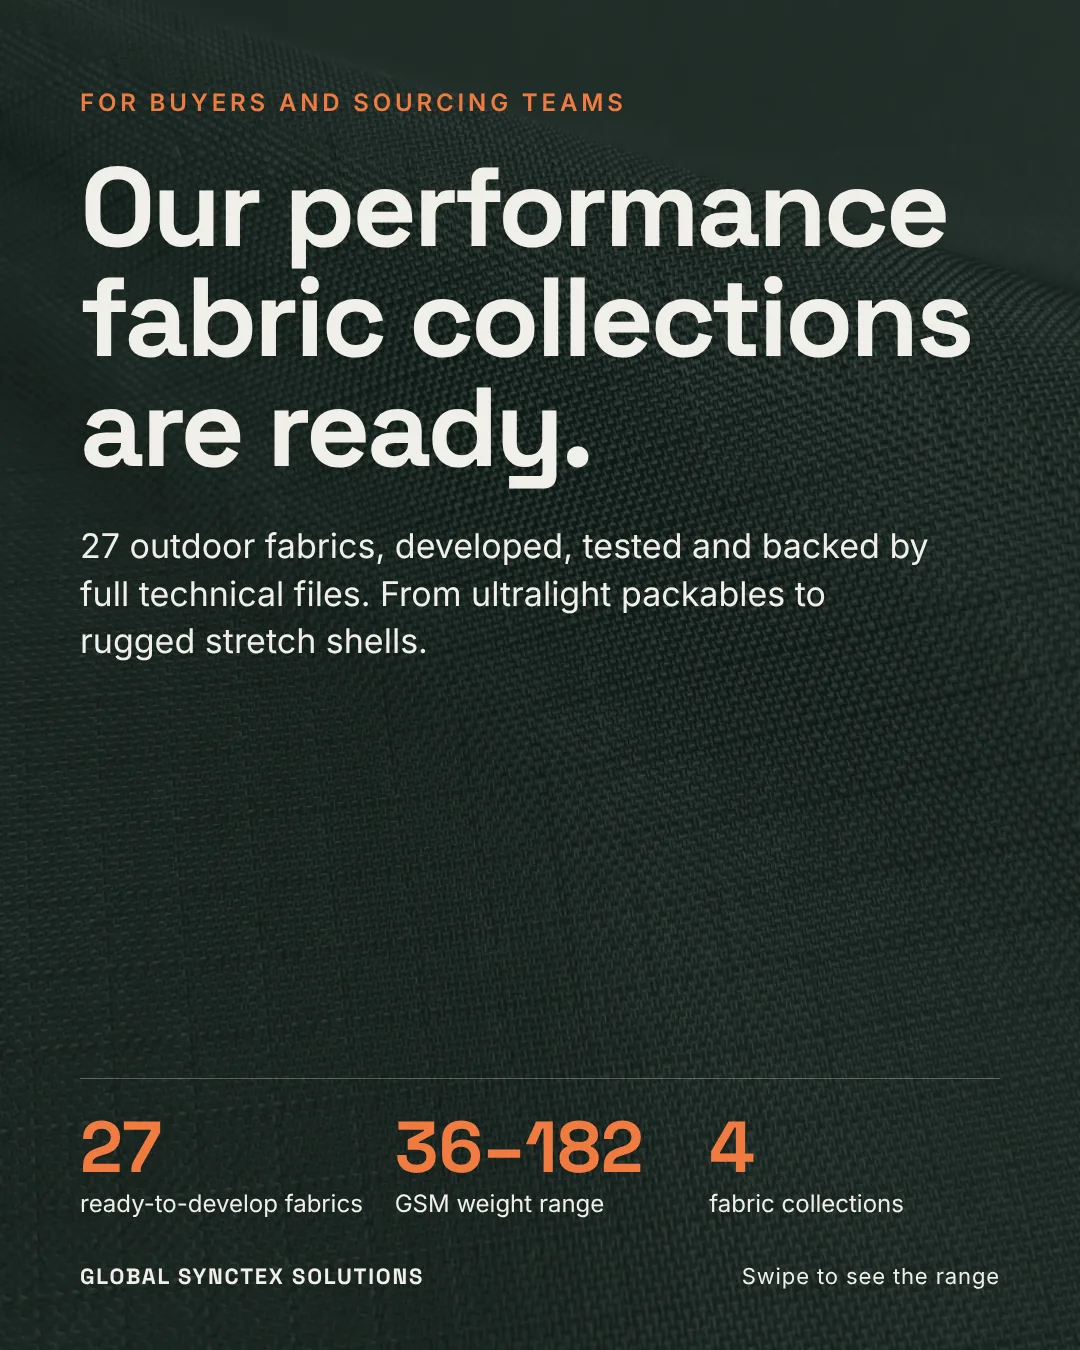 FOR BUYERS AND SOURCING TEAMS
Our performance
fabric collections
are ready.
27 outdoor fabrics, developed, tested and backed by
full technical files. From ultralight packables to
rugged stretch shells.
27
ready-to-develop fabrics
36–182
GSM weight range
4
fabric collections
GLOBAL SYNCTEX SOLUTIONS
Swipe to see the range